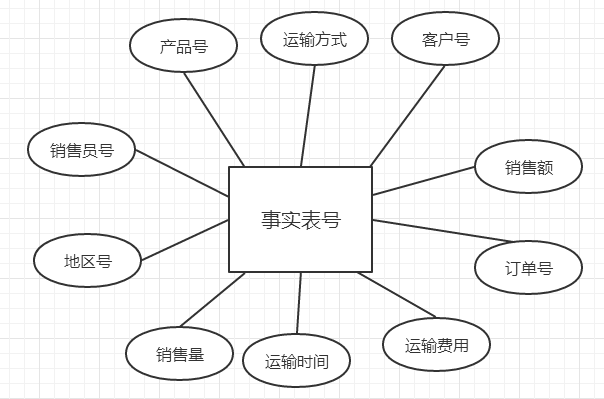 产品号
运输方式
客户号
销售员号
销售额
事实表号
地区号
订单号
销售量
运输时间
运输费用